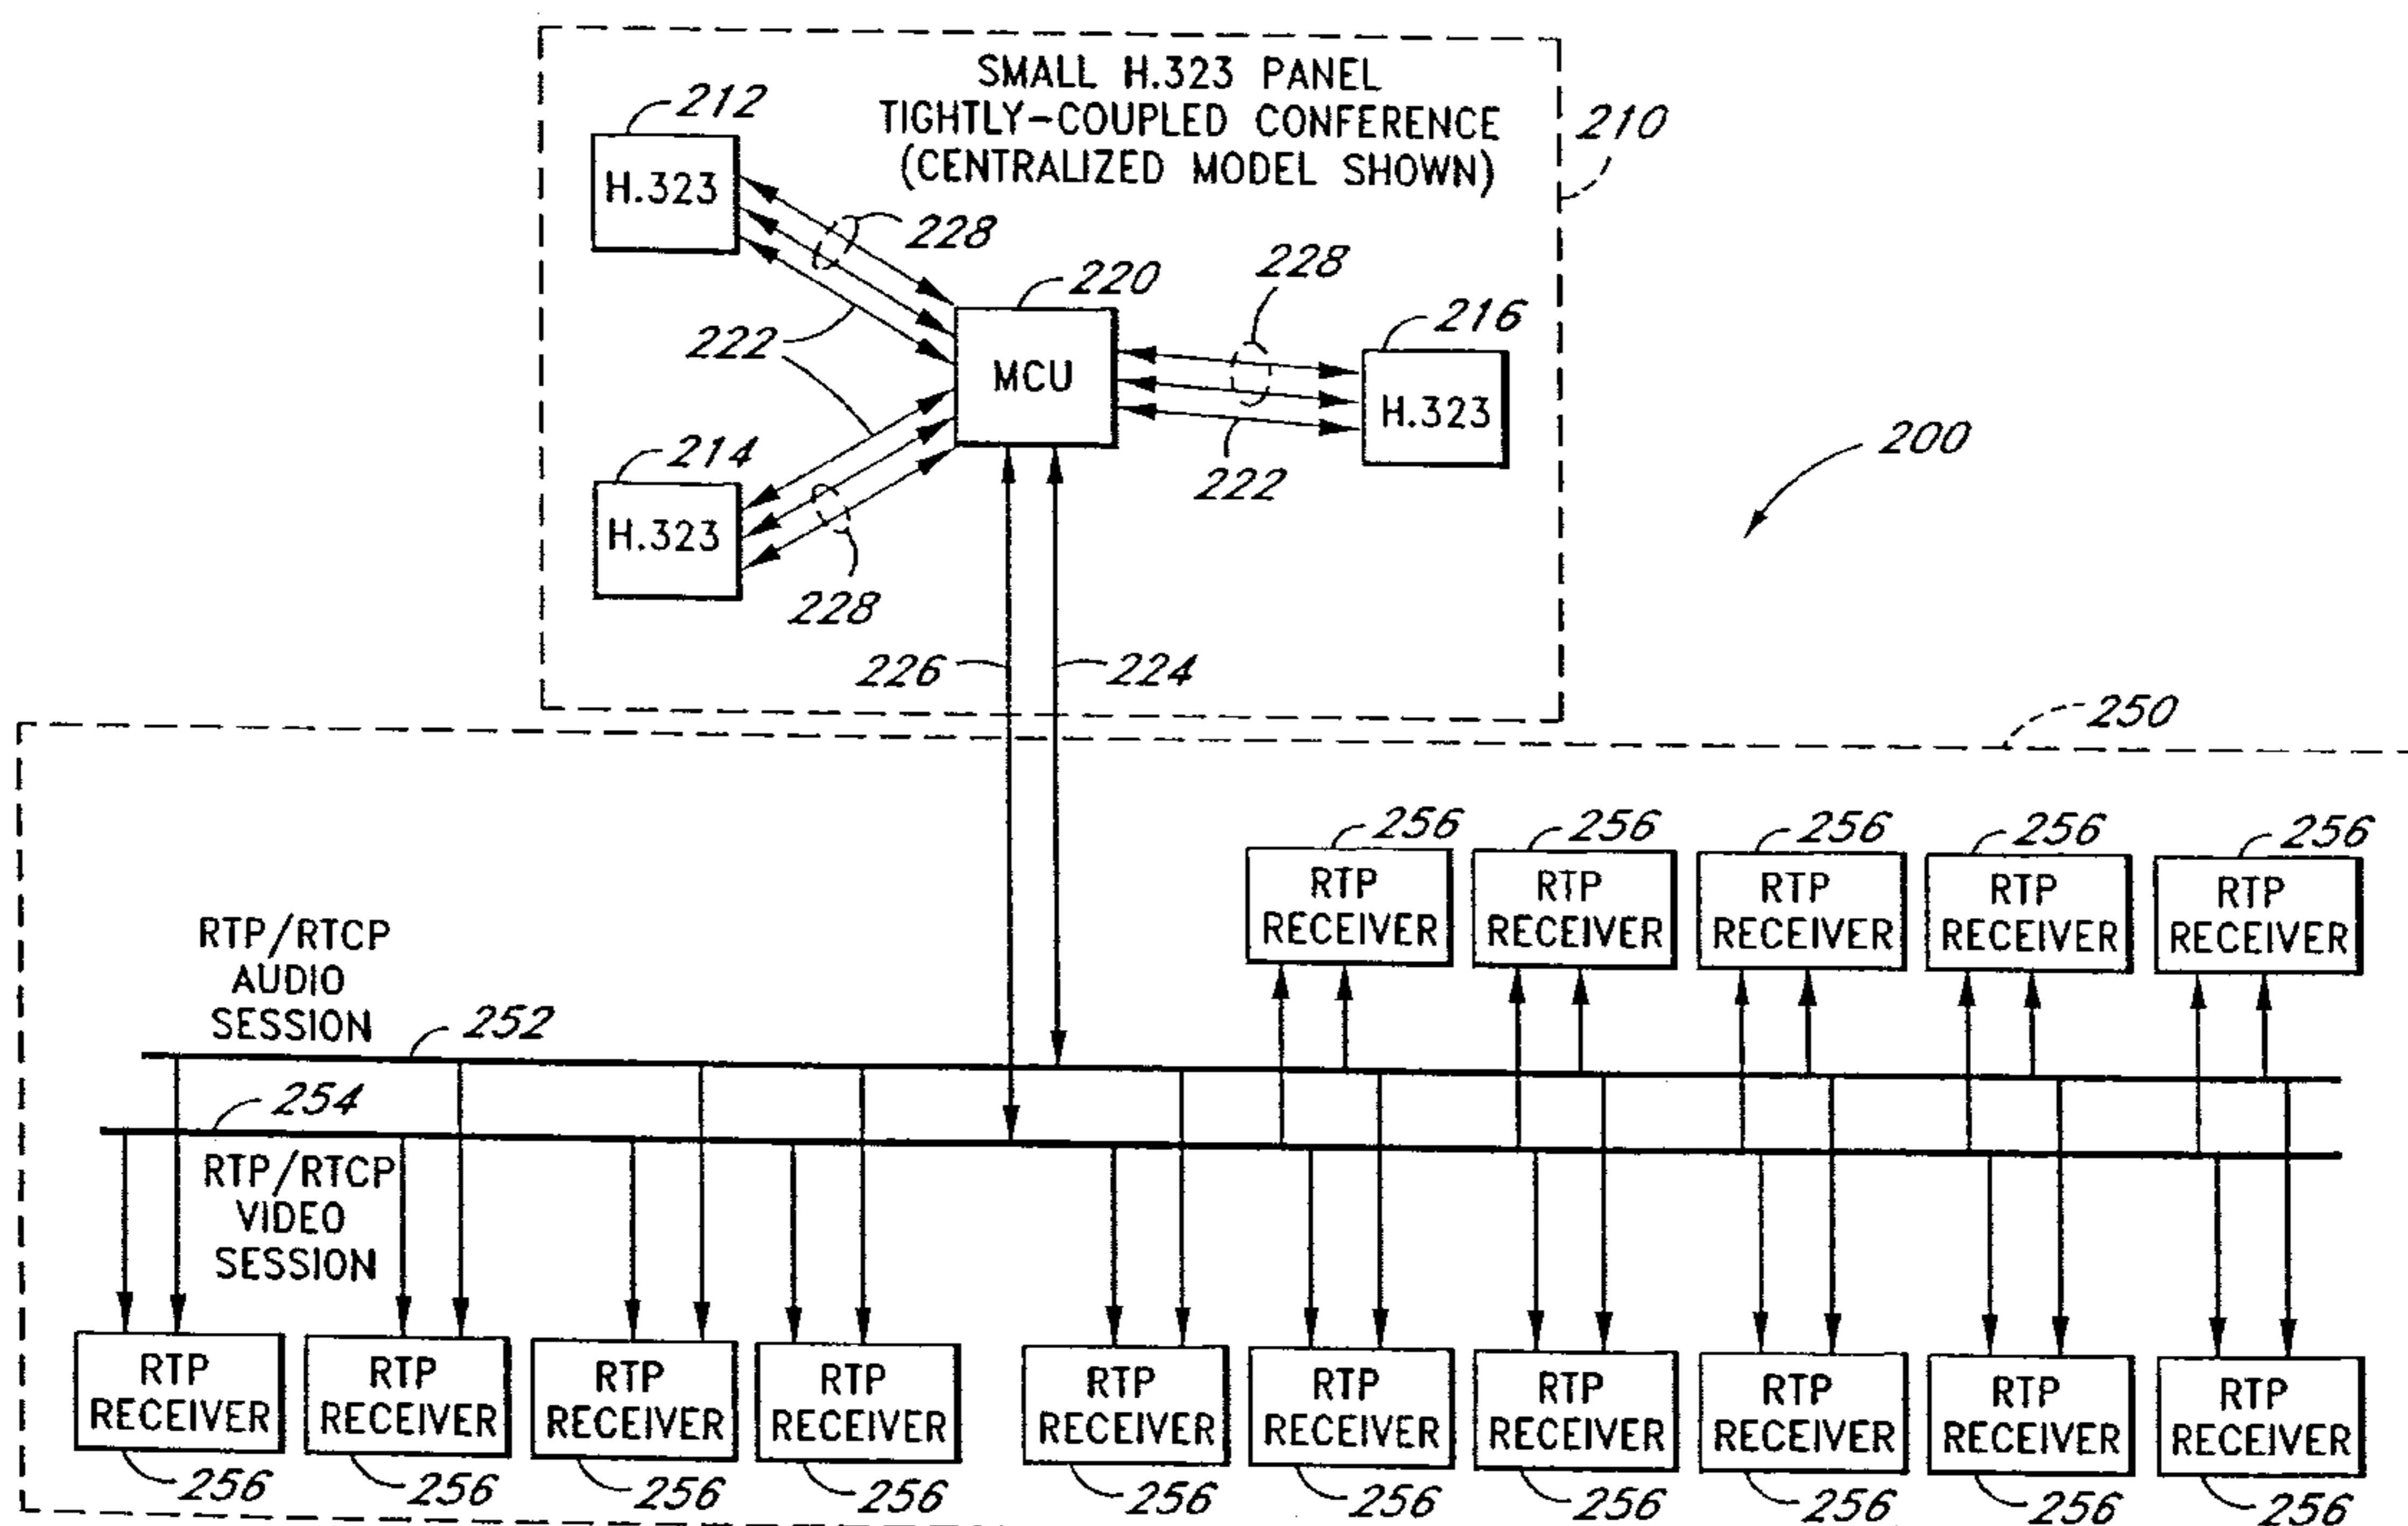 SMALL H.323 PANEL
TIGHTLY-COUPLED CONFERENCE
(CENTRALIZED MODEL SHOWN)
210
212
H.323
228
220
MCU
228
216
H.323
222
222
214
H.323
228
200
226
224
250
256
RTP
RECEIVER
256
RTP
RECEIVER
256
RTP
RECEIVER
256
RTP
RECEIVER
256
RTP
RECEIVER
RTP/RTCP
AUDIO
SESSION
252
254
RTP/RTCP
VIDEO
SESSION
RTP
RECEIVER
256
RTP
RECEIVER
256
RTP
RECEIVER
256
RTP
RECEIVER
256
RTP
RECEIVER
256
RTP
RECEIVER
256
RTP
RECEIVER
256
RTP
RECEIVER
256
RTP
RECEIVER
256
RTP
RECEIVER
256